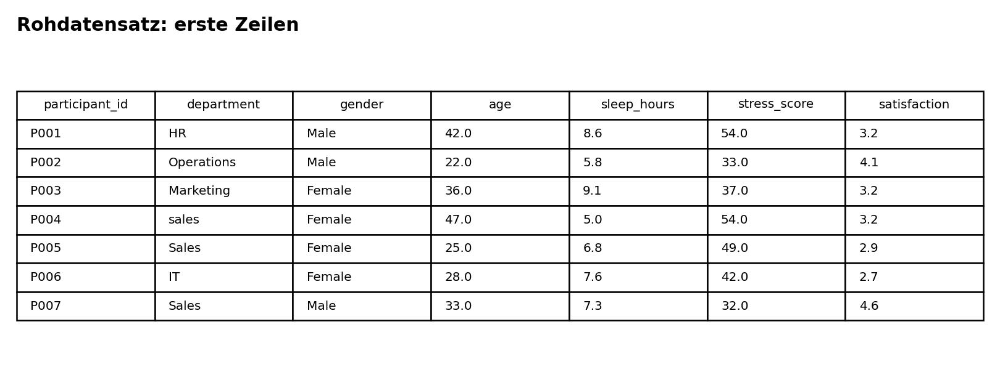 Rohdatensatz: erste Zeilen
participant_id department gender age sleep_hours stress_score satisfaction
P001 HR Male 42.0 8.6 54.0 3.2
P002 Operations Male 22.0 5.8 33.0 4.1
P003 Marketing Female 36.0 9.1 37.0 3.2
P004 sales Female 47.0 5.0 54.0 3.2
P005 Sales Female 25.0 6.8 49.0 2.9
P006 IT Female 28.0 7.6 42.0 2.7
P007 Sales Male 33.0 7.3 32.0 4.6